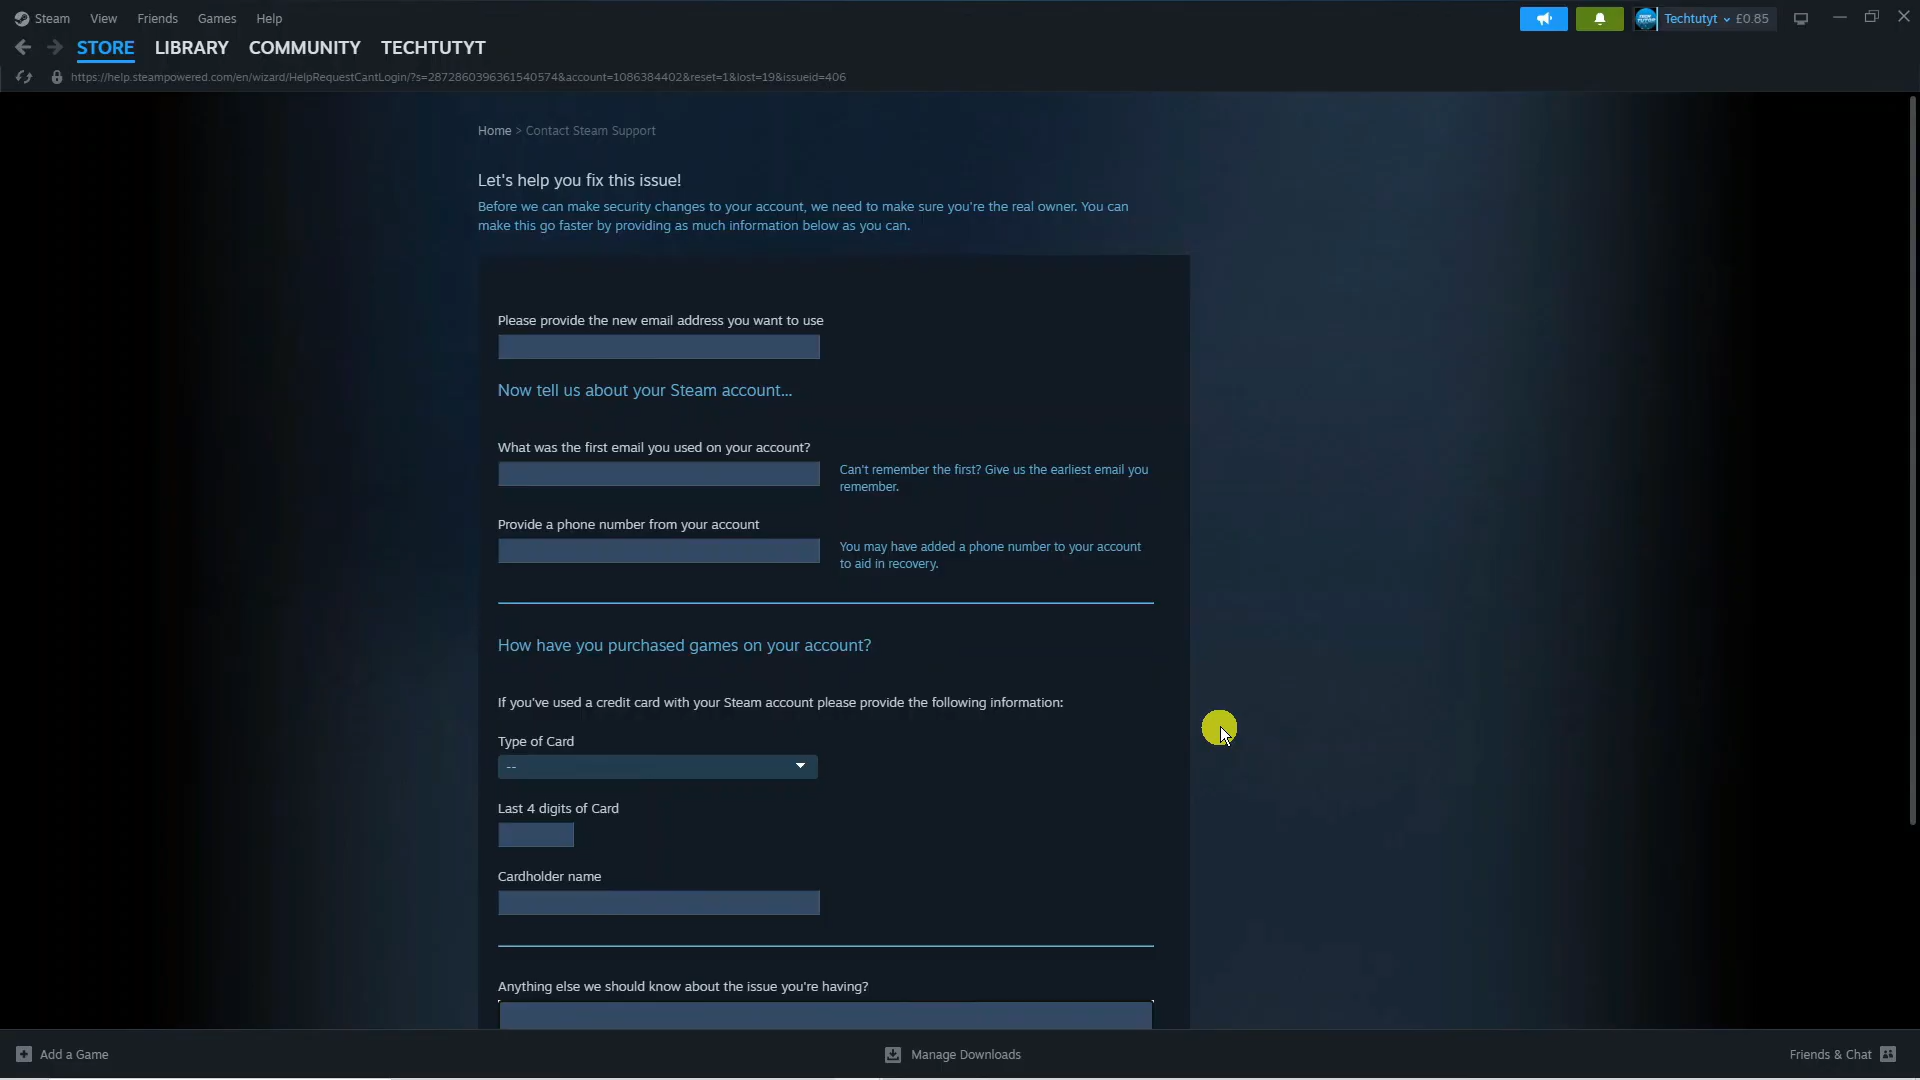 Steam View Friends Games Help
Techtutyt £0.85
STORE LIBRARY COMMUNITY TECHTUTYT
https://help.steampowered.com/en/wizard/HelpRequestCantLogin/?s=2872860396361540574&account=1086384402&reset=1&lost=19&issueid=406
Home > Contact Steam Support
Let's help you fix this issue!
Before we can make security changes to your account, we need to make sure you're the real owner. You can
make this go faster by providing as much information below as you can.
Please provide the new email address you want to use
Now tell us about your Steam account...
What was the first email you used on your account?
Can't remember the first? Give us the earliest email you
remember.
Provide a phone number from your account
You may have added a phone number to your account
to aid in recovery.
How have you purchased games on your account?
If you've used a credit card with your Steam account please provide the following information:
Type of Card
--
Last 4 digits of Card
Cardholder name
Anything else we should know about the issue you're having?
Add a Game Manage Downloads Friends & Chat